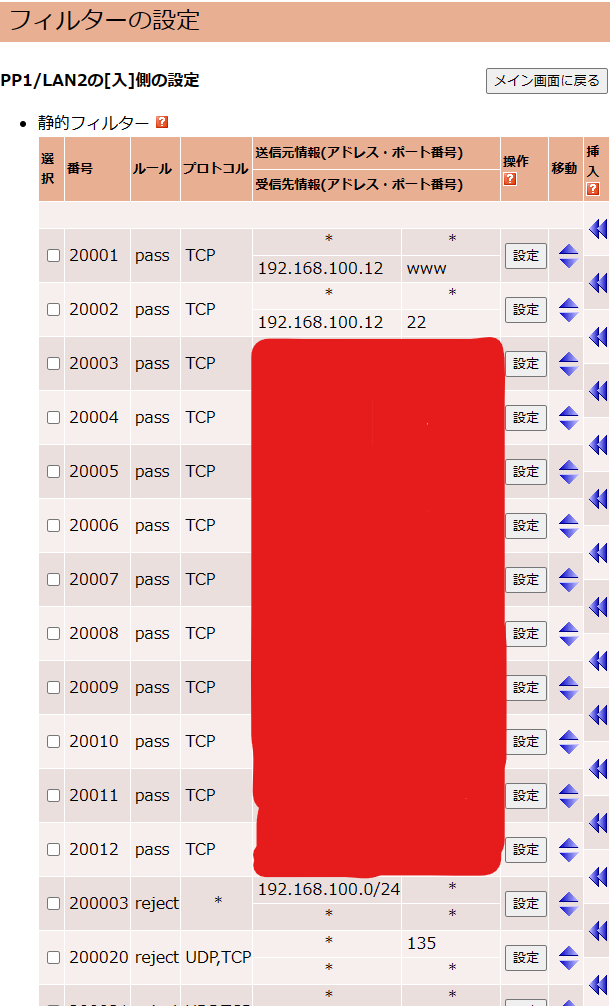 フィルターの設定
PP1/LAN2の[入]側の設定 メイン画面に戻る
静的フィルター ?
選択 番号 ルール プロトコル 送信元情報(アドレス・ポート番号) 操作 ? 移動 挿入 ?
受信先情報(アドレス・ポート番号)
20001 pass TCP * * 設定
192.168.100.12 www
20002 pass TCP * * 設定
192.168.100.12 22
20003 pass TCP 設定
20004 pass TCP 設定
20005 pass TCP 設定
20006 pass TCP 設定
20007 pass TCP 設定
20008 pass TCP 設定
20009 pass TCP 設定
20010 pass TCP 設定
20011 pass TCP 設定
20012 pass TCP 設定
200003 reject * 192.168.100.0/24 * 設定
* *
200020 reject UDP,TCP * 135 設定
* *
* *